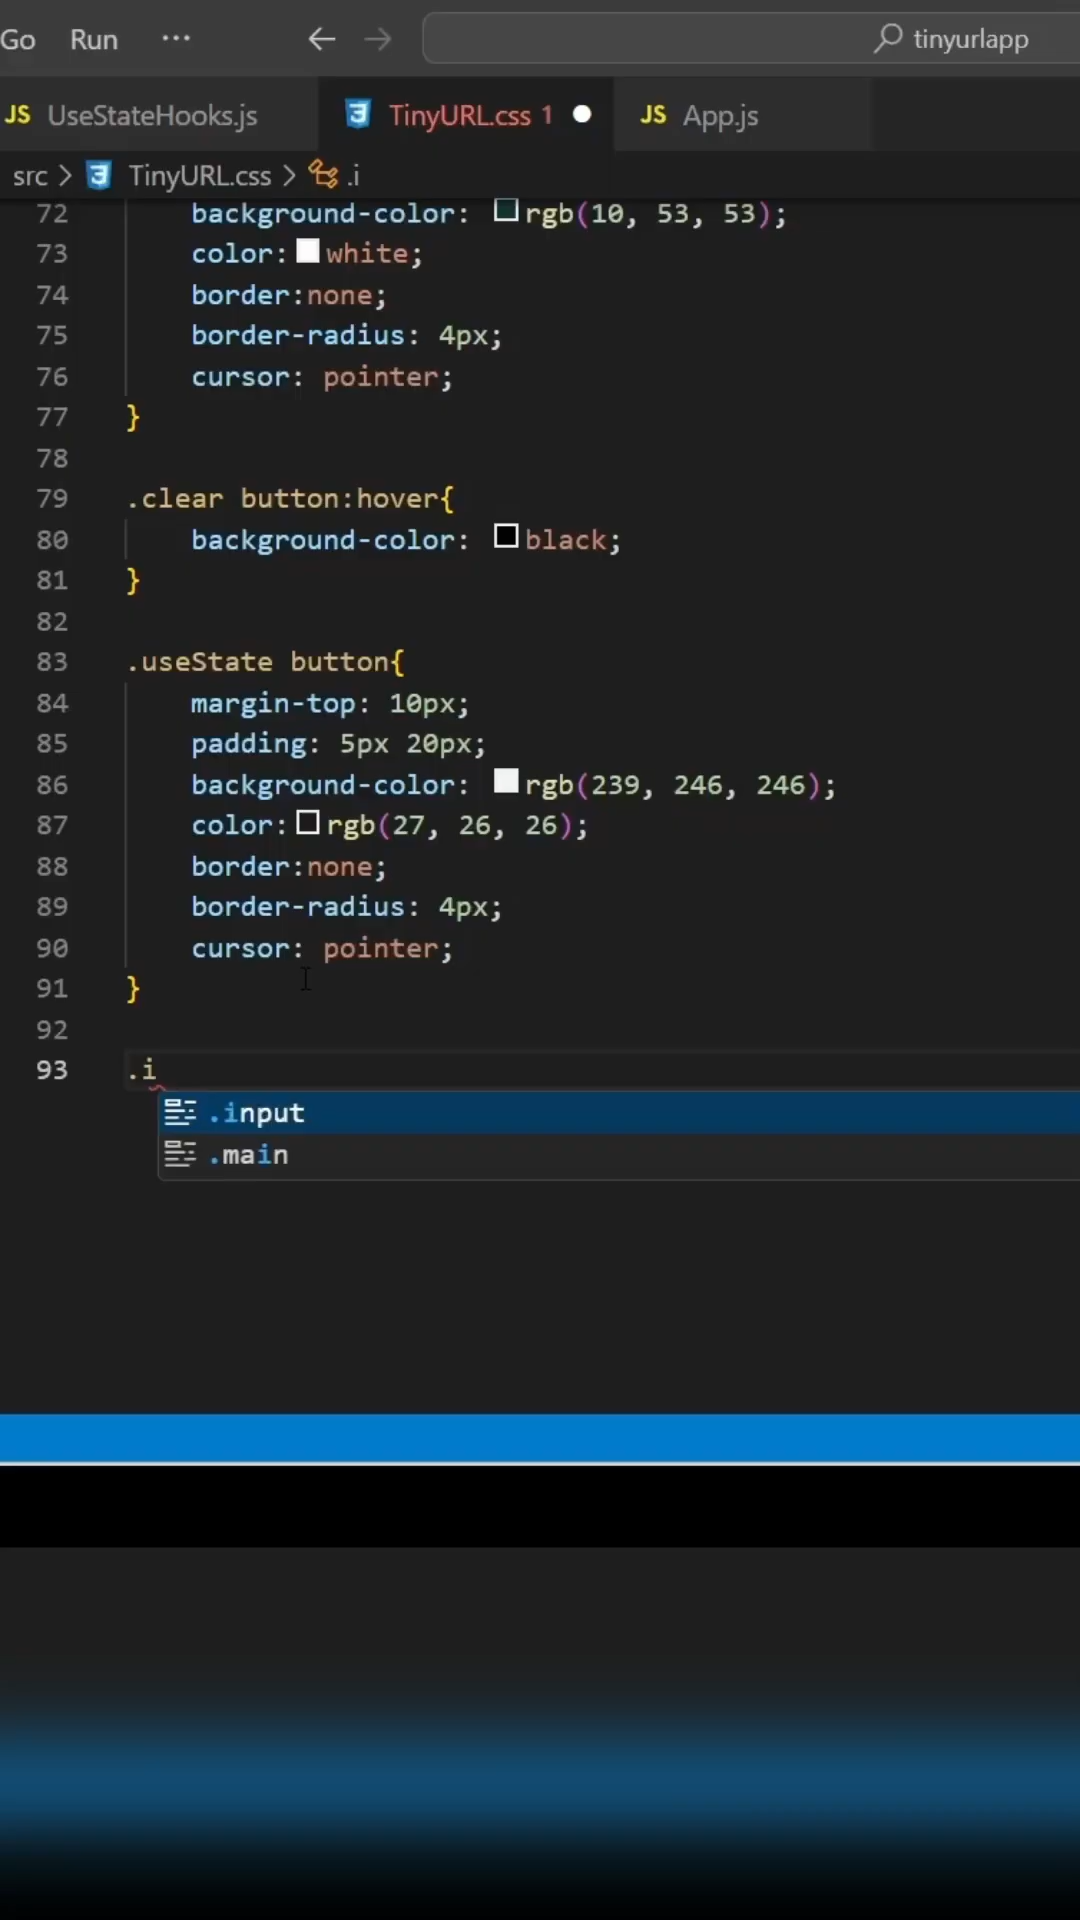 Go Run ··· ← → tinyurlapp
JS UseStateHooks.js TinyURL.css 1 ● JS App.js
src > TinyURL.css > .i
72 background-color: rgb(10, 53, 53);
73 color: white;
74 border:none;
75 border-radius: 4px;
76 cursor: pointer;
77 }
78
79 .clear button:hover{
80 background-color: black;
81 }
82
83 .useState button{
84 margin-top: 10px;
85 padding: 5px 20px;
86 background-color: rgb(239, 246, 246);
87 color: rgb(27, 26, 26);
88 border:none;
89 border-radius: 4px;
90 cursor: pointer;
91 }
92
93 .i
.input
.main